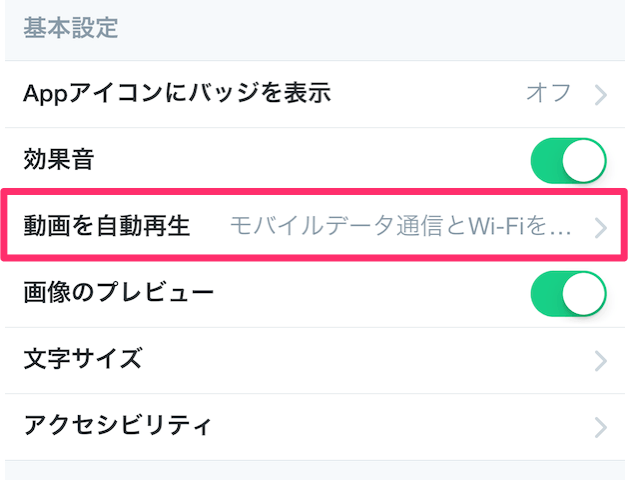 基本設定
Appアイコンにバッジを表示 オフ
効果音
動画を自動再生 モバイルデータ通信とWi-Fiを...
画像のプレビュー
文字サイズ
アクセシビリティ